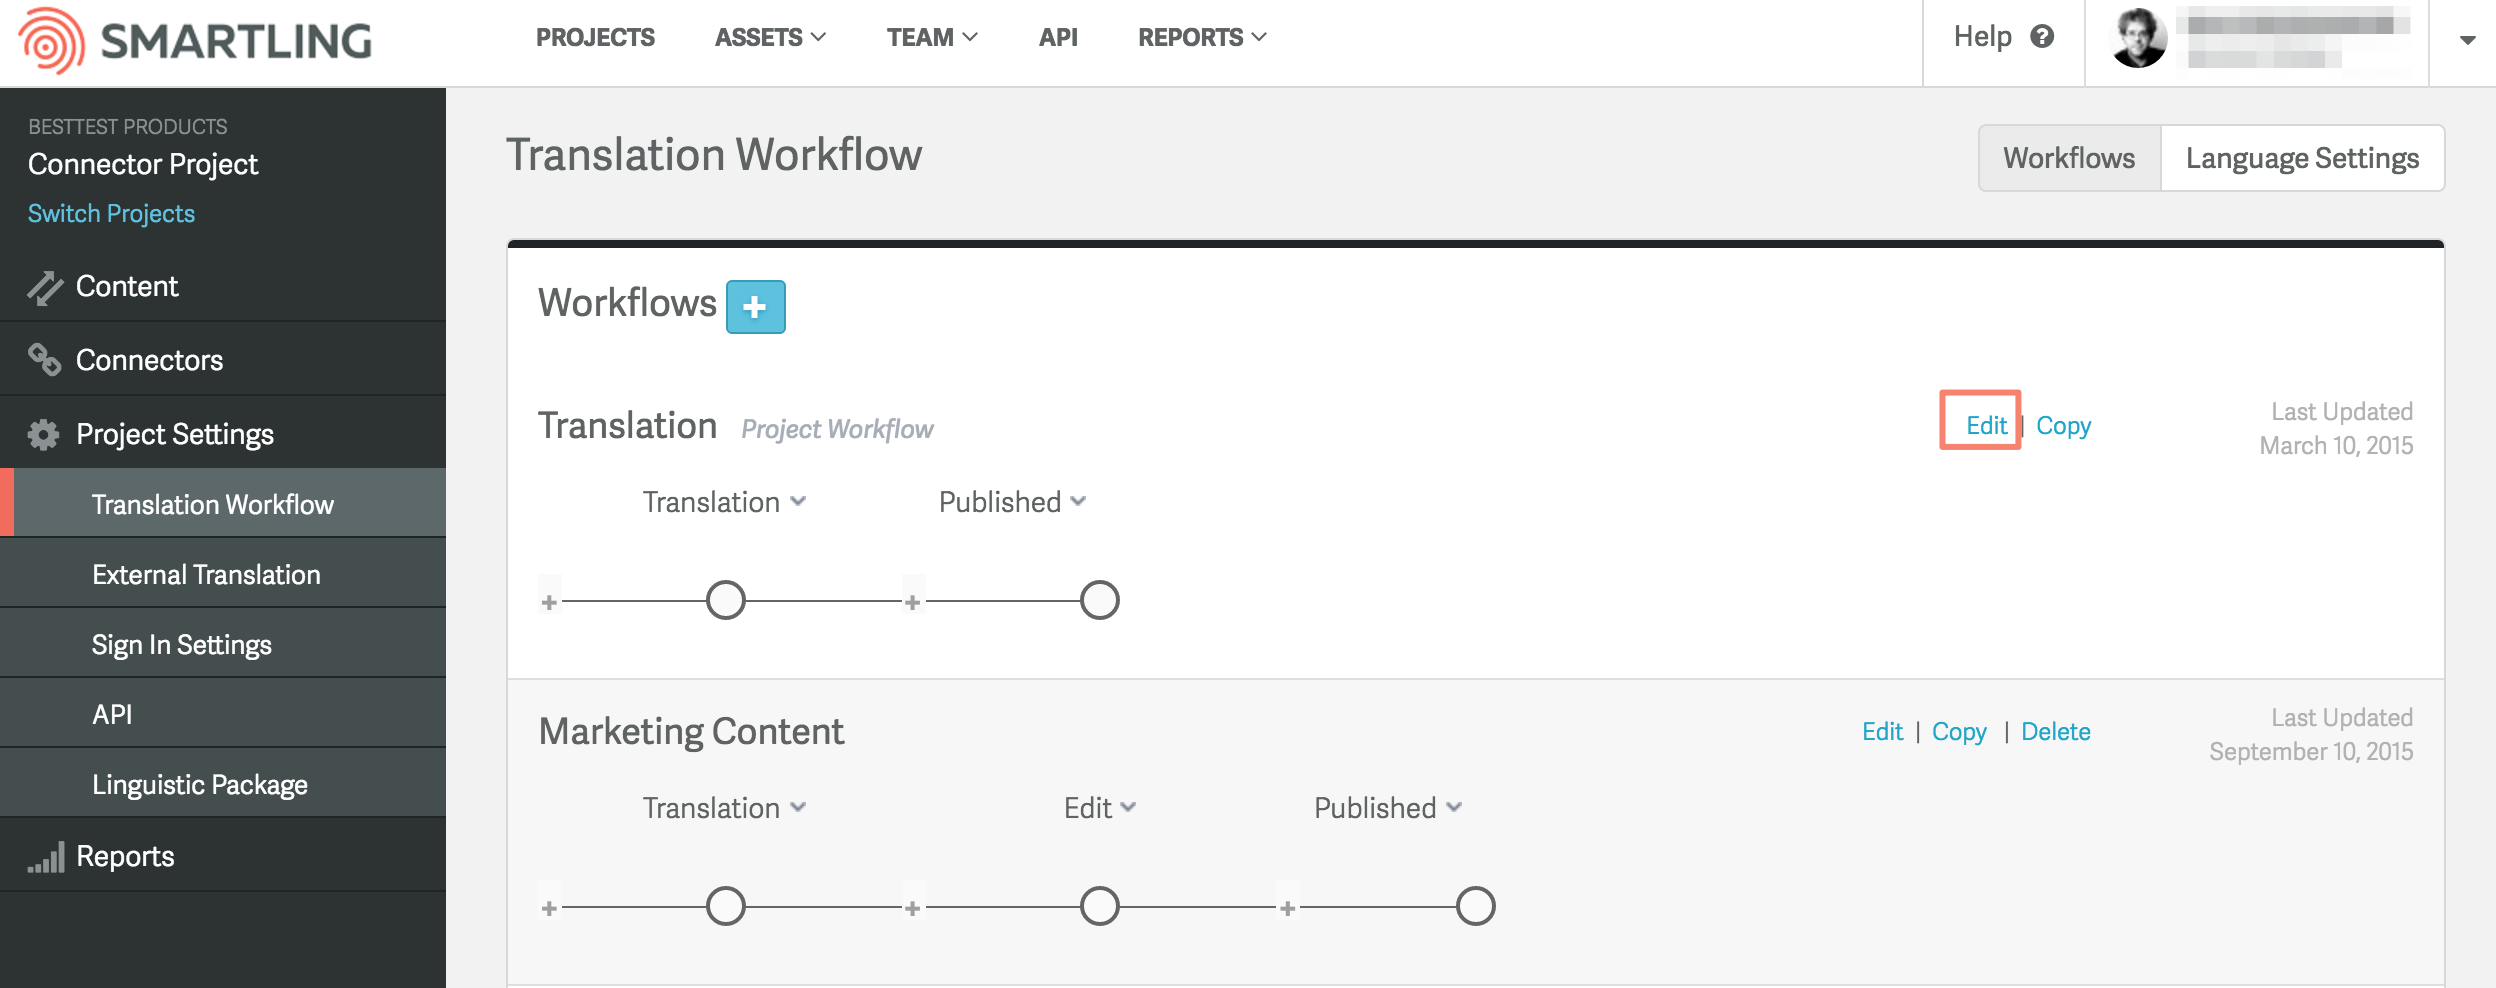 SMARTLING
PROJECTS ASSETS TEAM API REPORTS
Help ?
BESTTEST PRODUCTS
Connector Project
Switch Projects
Content
Connectors
Project Settings
Translation Workflow
External Translation
Sign In Settings
API
Linguistic Package
Reports
Translation Workflow
Workflows Language Settings
Workflows +
Translation Project Workflow
Edit | Copy
Last Updated
March 10, 2015
Translation Published
+ +
Marketing Content
Edit | Copy | Delete
Last Updated
September 10, 2015
Translation Edit Published
+ + +